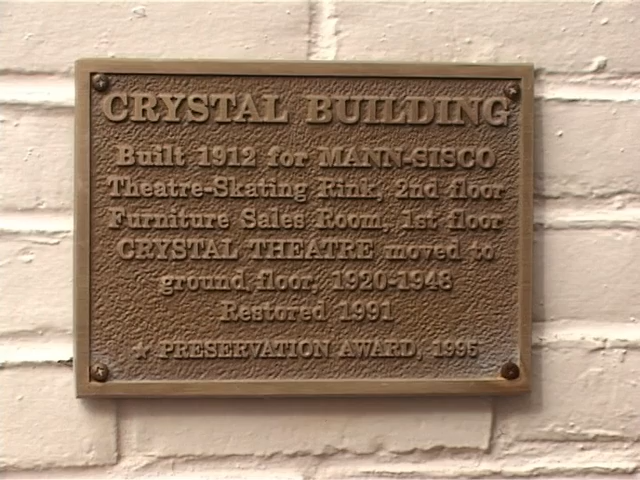 CRYSTAL BUILDING
Built 1912 for MANN-SISCO
Theatre-Skating Rink, 2nd floor
Furniture Sales Room, 1st floor
CRYSTAL THEATRE moved to
ground floor, 1920-1948
Restored 1991
★ PRESERVATION AWARD, 1995